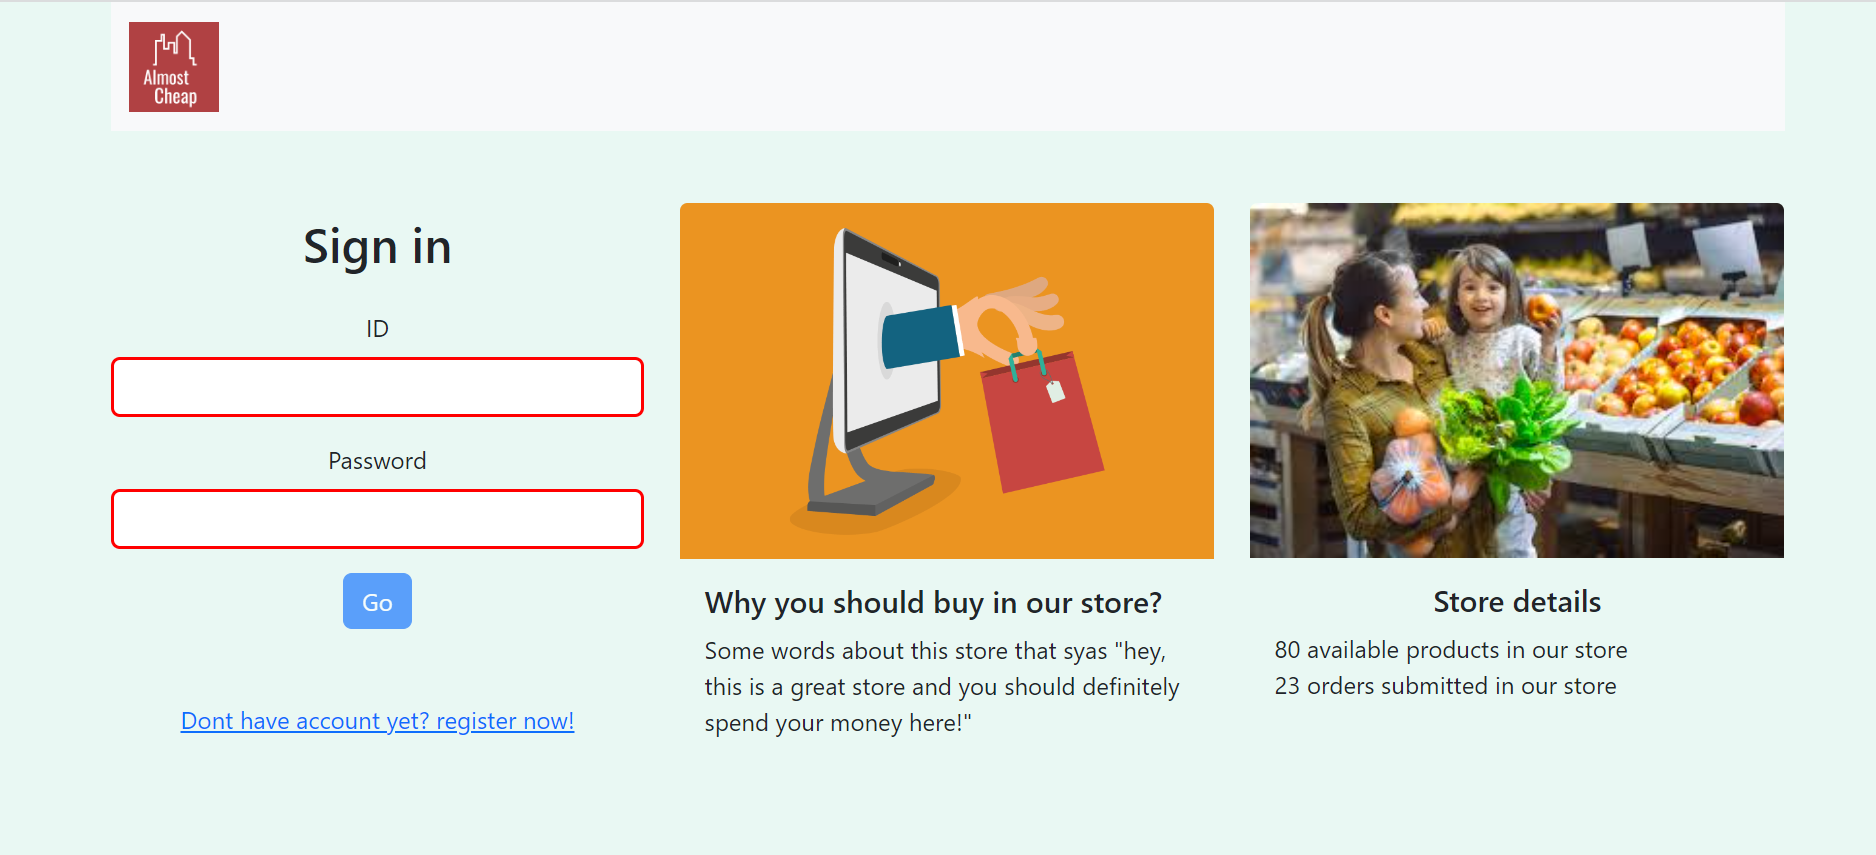 Almost
Cheap
Sign in
ID
Password
Go
Dont have account yet? register now!
Why you should buy in our store?
Some words about this store that syas "hey,
this is a great store and you should definitely
spend your money here!"
Store details
80 available products in our store
23 orders submitted in our store